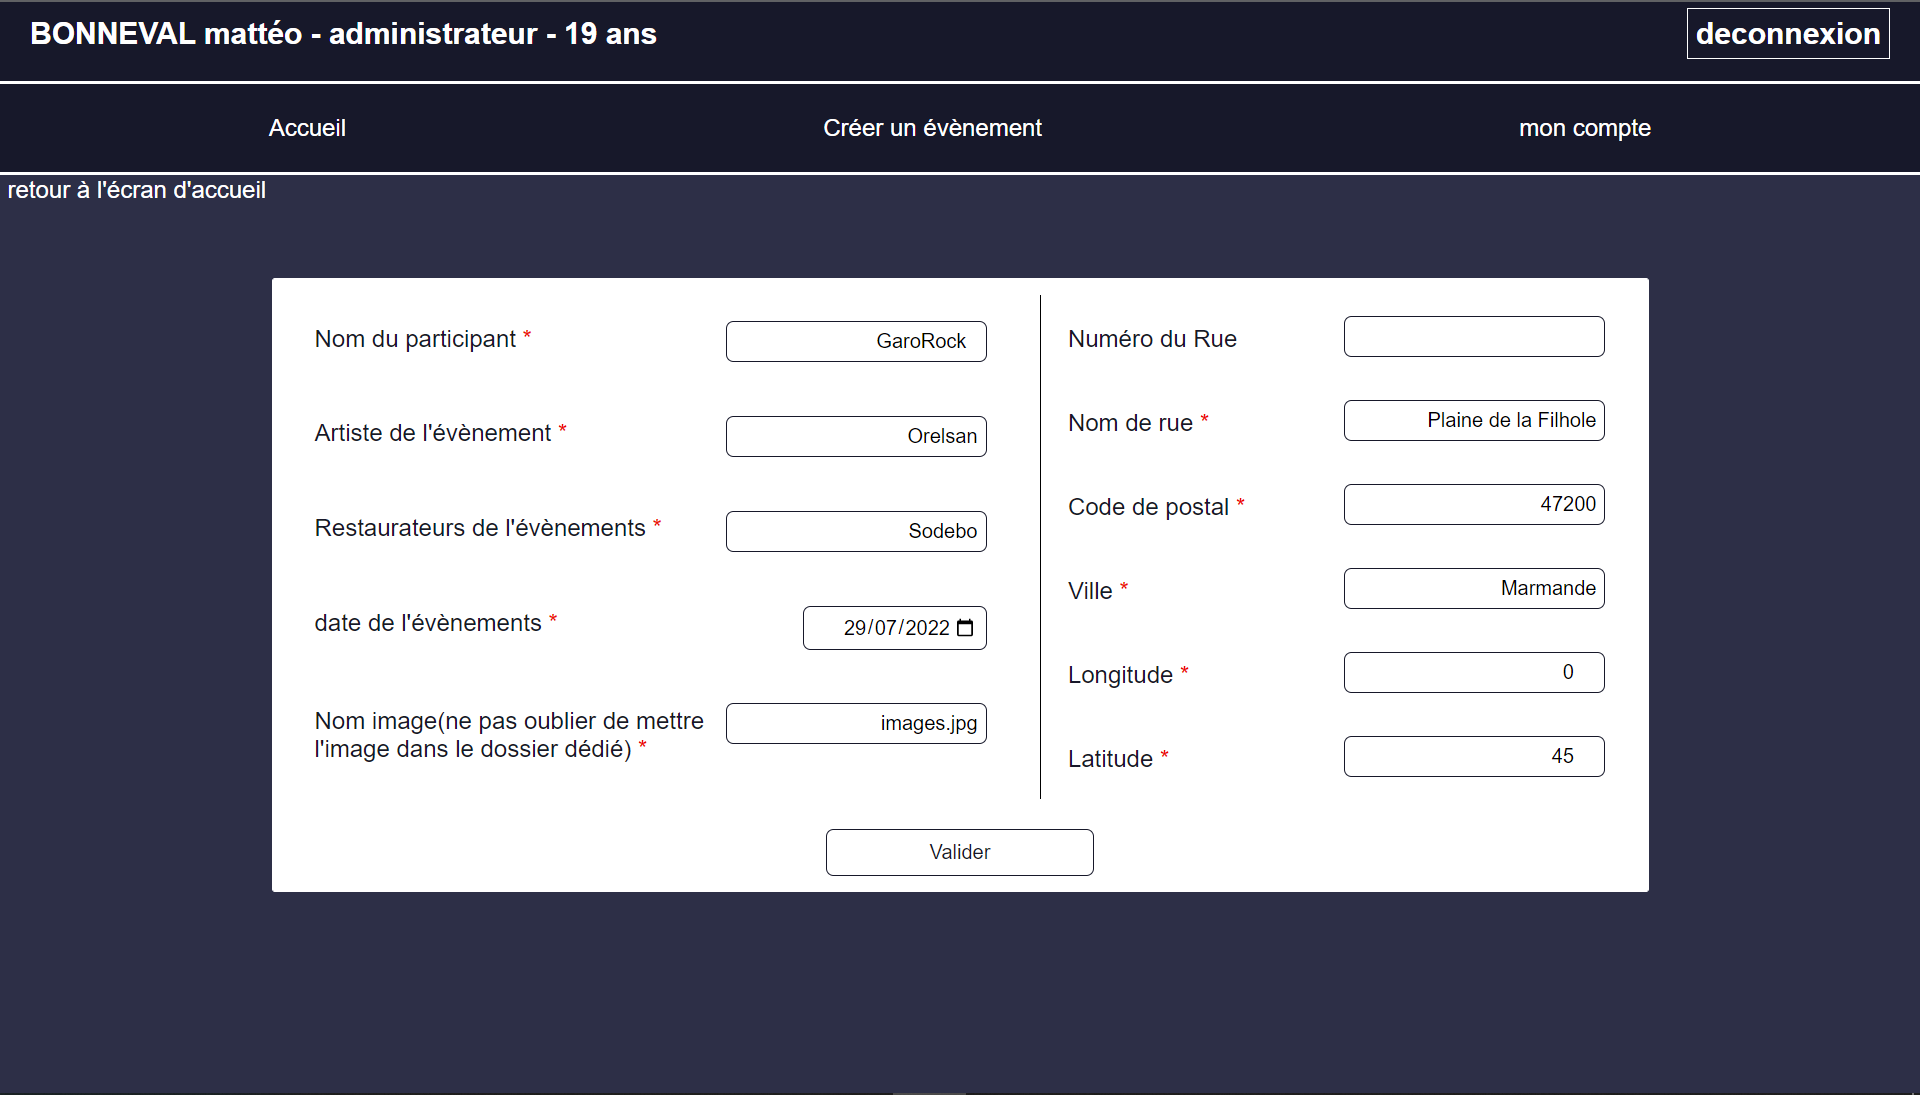 BONNEVAL mattéo - administrateur - 19 ans
deconnexion
Accueil
Créer un évènement
mon compte
retour à l'écran d'accueil
Nom du participant *
GaroRock
Artiste de l'évènement *
Orelsan
Restaurateurs de l'évènements *
Sodebo
date de l'évènements *
29/07/2022
Nom image(ne pas oublier de mettre
l'image dans le dossier dédié) *
images.jpg
Numéro du Rue
Nom de rue *
Plaine de la Filhole
Code de postal *
47200
Ville *
Marmande
Longitude *
0
Latitude *
45
Valider